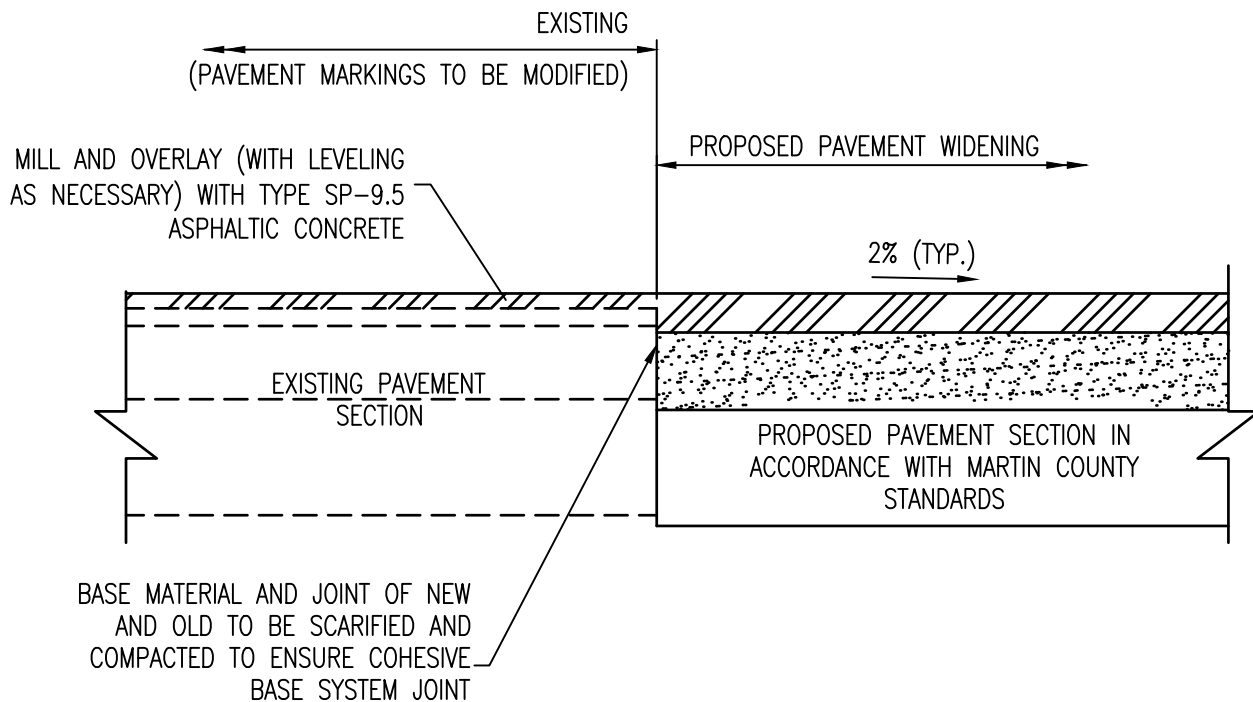 EXISTING
(PAVEMENT MARKINGS TO BE MODIFIED)
MILL AND OVERLAY (WITH LEVELING
AS NECESSARY) WITH TYPE SP-9.5
ASPHALTIC CONCRETE
PROPOSED PAVEMENT WIDENING
2% (TYP.)
EXISTING PAVEMENT
SECTION
PROPOSED PAVEMENT SECTION IN
ACCORDANCE WITH MARTIN COUNTY
STANDARDS
BASE MATERIAL AND JOINT OF NEW
AND OLD TO BE SCARIFIED AND
COMPACTED TO ENSURE COHESIVE
BASE SYSTEM JOINT